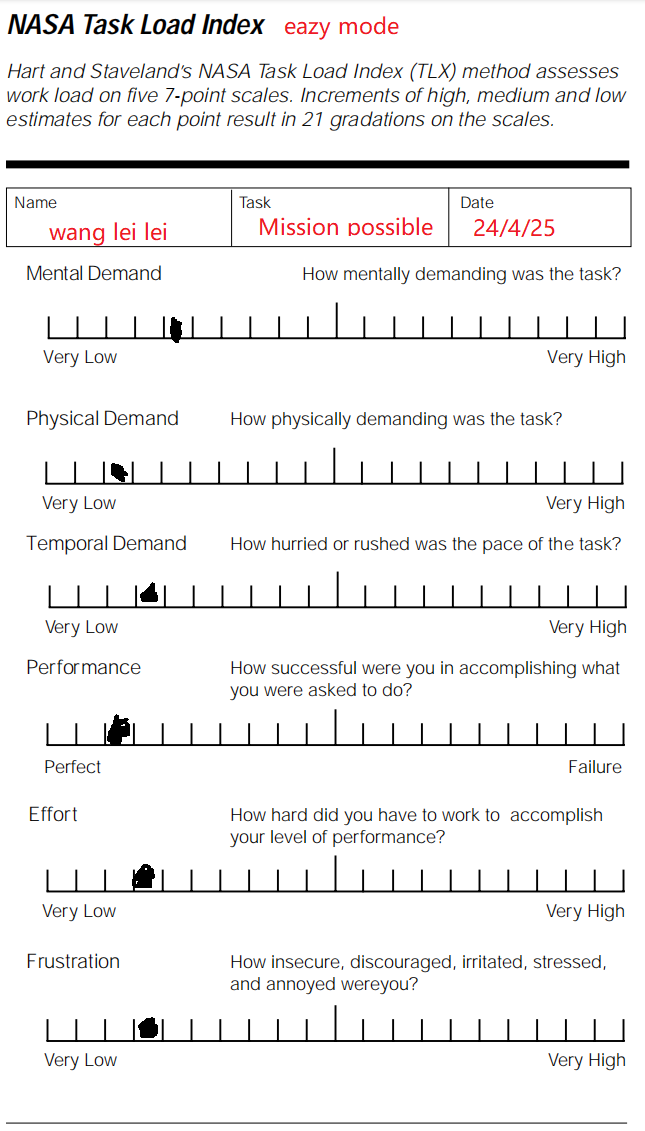 NASA Task Load Index eazy mode
Hart and Staveland's NASA Task Load Index (TLX) method assesses
work load on five 7-point scales. Increments of high, medium and low
estimates for each point result in 21 gradations on the scales.
Name Task Date
wang lei lei Mission possible 24/4/25
Mental Demand How mentally demanding was the task?
Very Low Very High
Physical Demand How physically demanding was the task?
Very Low Very High
Temporal Demand How hurried or rushed was the pace of the task?
Very Low Very High
Performance How successful were you in accomplishing what
you were asked to do?
Perfect Failure
Effort How hard did you have to work to accomplish
your level of performance?
Very Low Very High
Frustration How insecure, discouraged, irritated, stressed,
and annoyed wereyou?
Very Low Very High